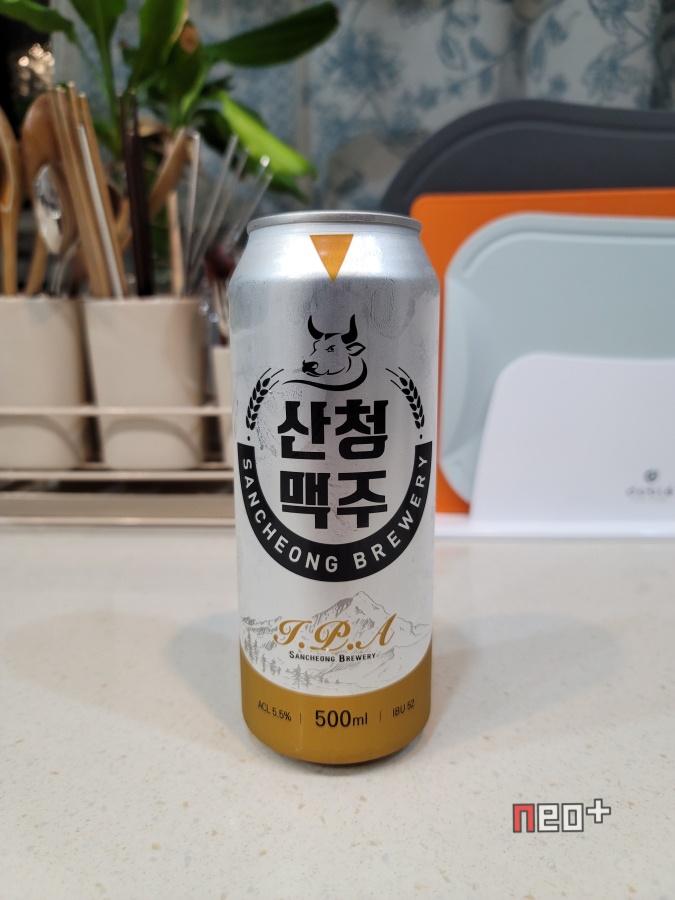 산청
맥주
SANCHEONG BREWERY
I.P.A
SANCHEONG BREWERY
ACL 5.5% | 500ml | IBU 52
neo+